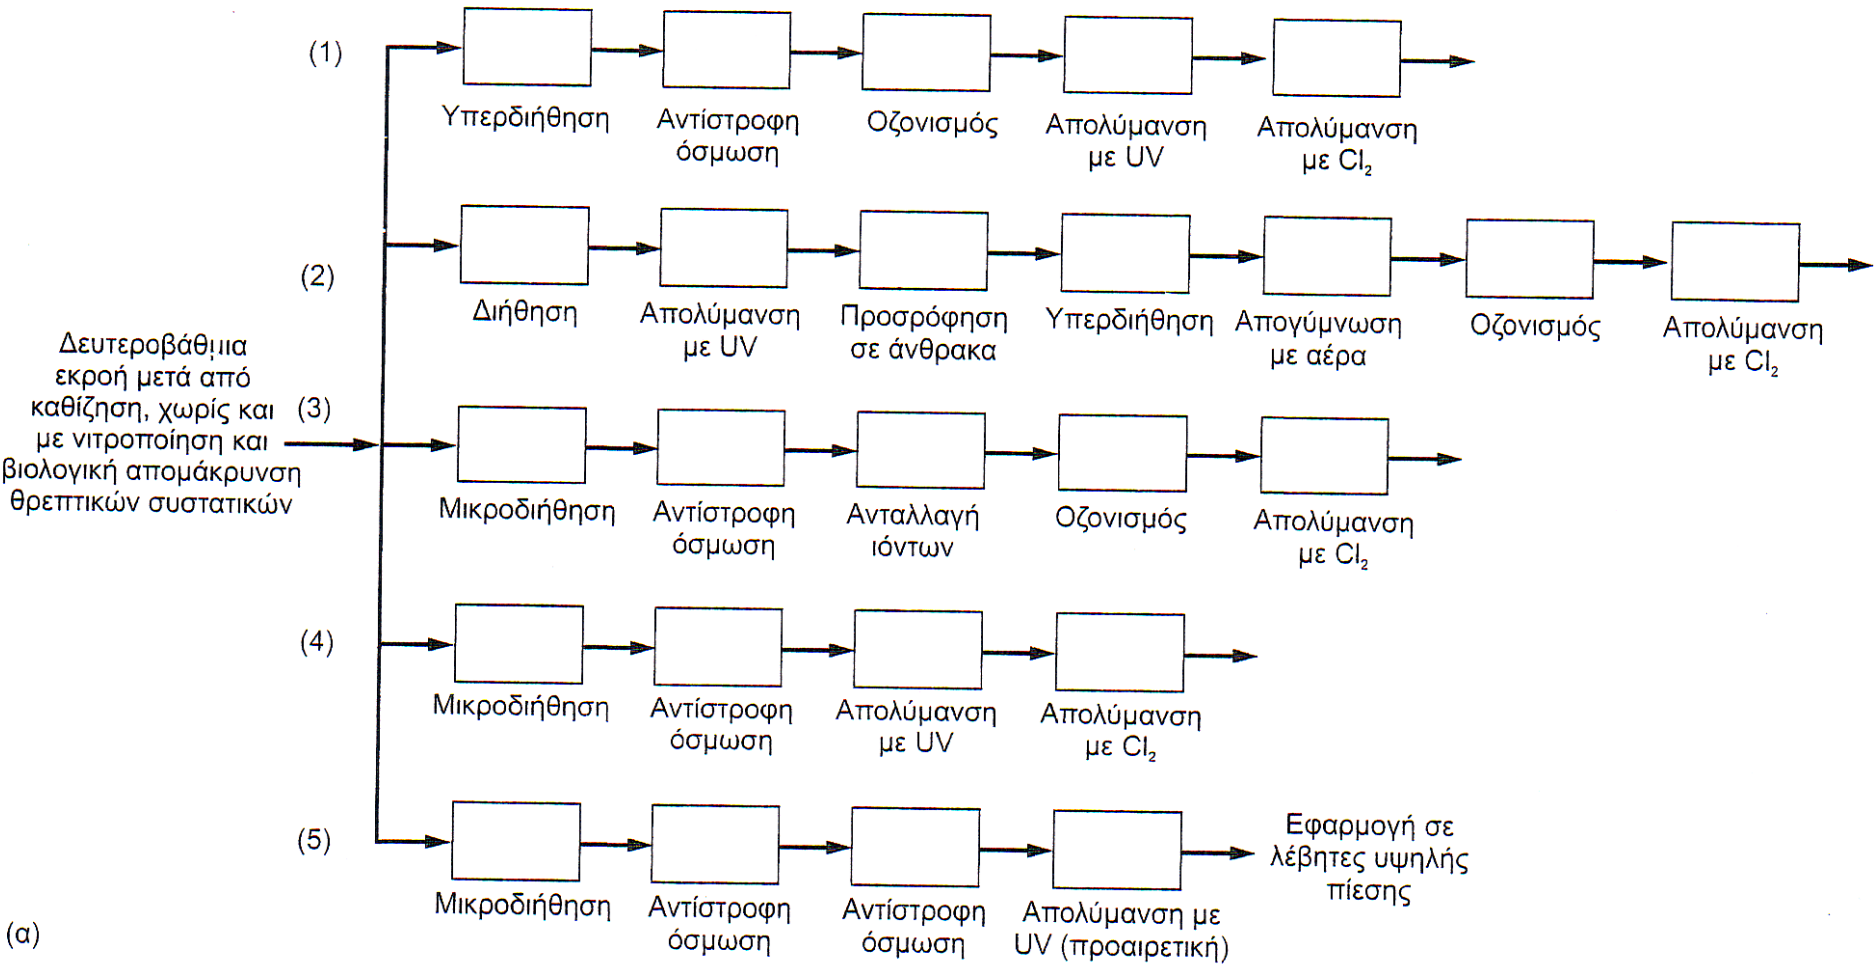 (1)
Υπερδιήθηση
Αντίστροφη
όσμωση
Οζονισμός
Απολύμανση
με UV
Απολύμανση
με Cl₂
(2)
Διήθηση
Απολύμανση
με UV
Προσρόφηση
σε άνθρακα
Υπερδιήθηση
Απογύμνωση
με αέρα
Οζονισμός
Απολύμανση
με Cl₂
Δευτεροβάθμια
εκροή μετά από
καθίζηση, χωρίς και
με νιτροποίηση και
βιολογική απομάκρυνση
θρεπτικών συστατικών
(3)
Μικροδιήθηση
Αντίστροφη
όσμωση
Ανταλλαγή
ιόντων
Οζονισμός
Απολύμανση
με Cl₂
(4)
Μικροδιήθηση
Αντίστροφη
όσμωση
Απολύμανση
με UV
Απολύμανση
με Cl₂
(5)
Μικροδιήθηση
Αντίστροφη
όσμωση
Αντίστροφη
όσμωση
Απολύμανση με
UV (προαιρετική)
Εφαρμογή σε
λέβητες υψηλής
πίεσης
(α)